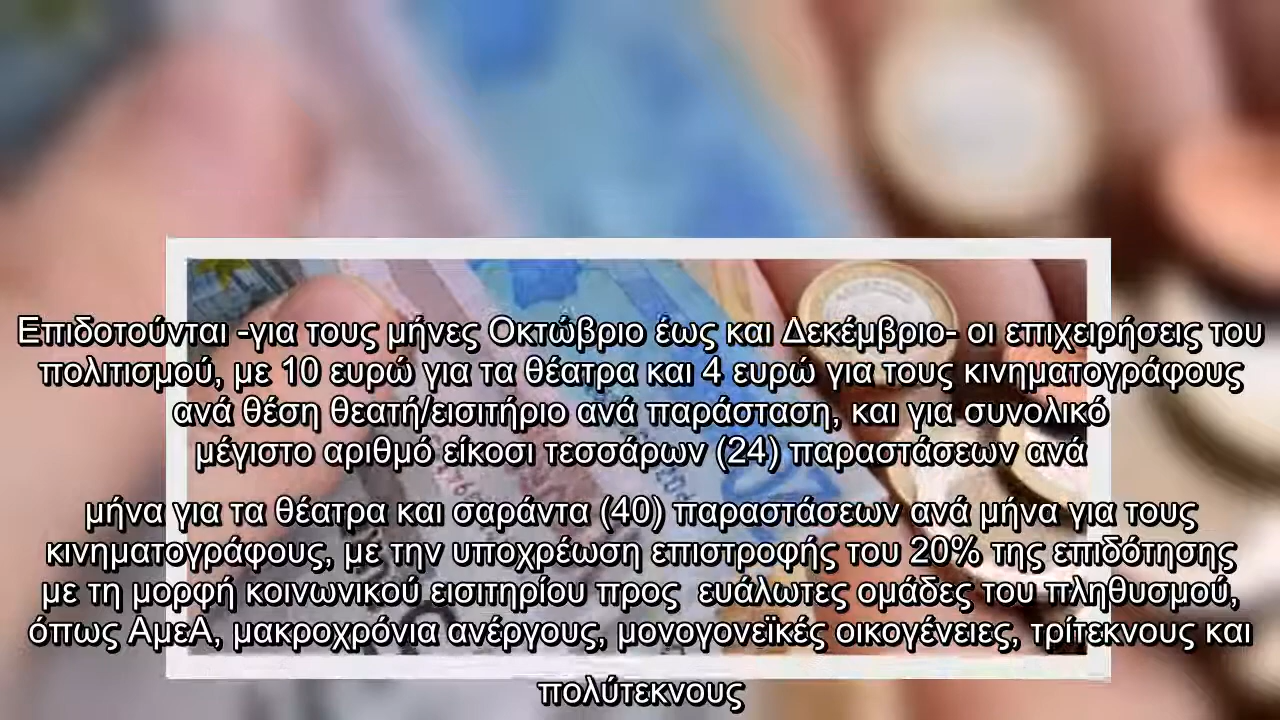 Επιδοτούνται -για τους μήνες Οκτώβριο έως και Δεκέμβριο- οι επιχειρήσεις του
πολιτισμού, με 10 ευρώ για τα θέατρα και 4 ευρώ για τους κινηματογράφους
ανά θέση θεατή/εισιτήριο ανά παράσταση, και για συνολικό
μέγιστο αριθμό είκοσι τεσσάρων (24) παραστάσεων ανά
μήνα για τα θέατρα και σαράντα (40) παραστάσεων ανά μήνα για τους
κινηματογράφους, με την υποχρέωση επιστροφής του 20% της επιδότησης
με τη μορφή κοινωνικού εισιτηρίου προς ευάλωτες ομάδες του πληθυσμού,
όπως ΑμεΑ, μακροχρόνια ανέργους, μονογονεϊκές οικογένειες, τρίτεκνους και
πολύτεκνους